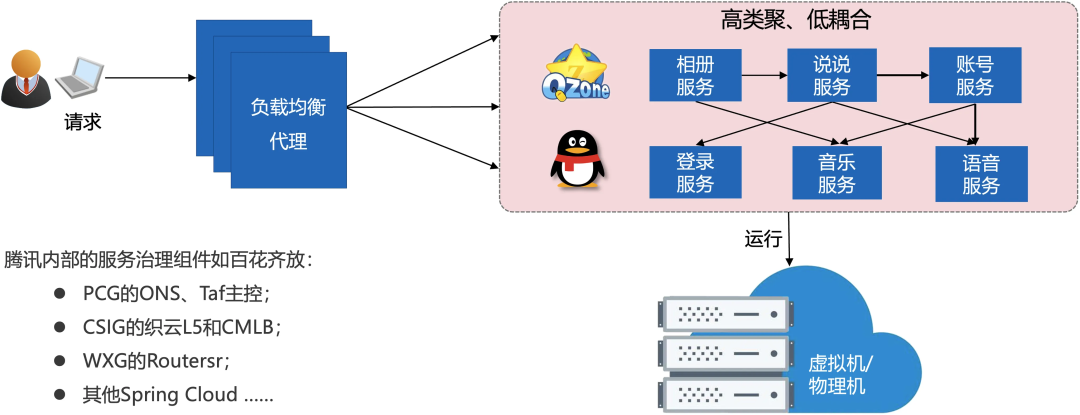 高类聚、低耦合
请求
负载均衡
代理
Qzone
相册
服务
说说
服务
账号
服务
登录
服务
音乐
服务
语音
服务
运行
虚拟机/
物理机
腾讯内部的服务治理组件如百花齐放：
● PCG的ONS、Taf主控；
● CSIG的织云L5和CMLB；
● WXG的Routersr；
● 其他Spring Cloud ……